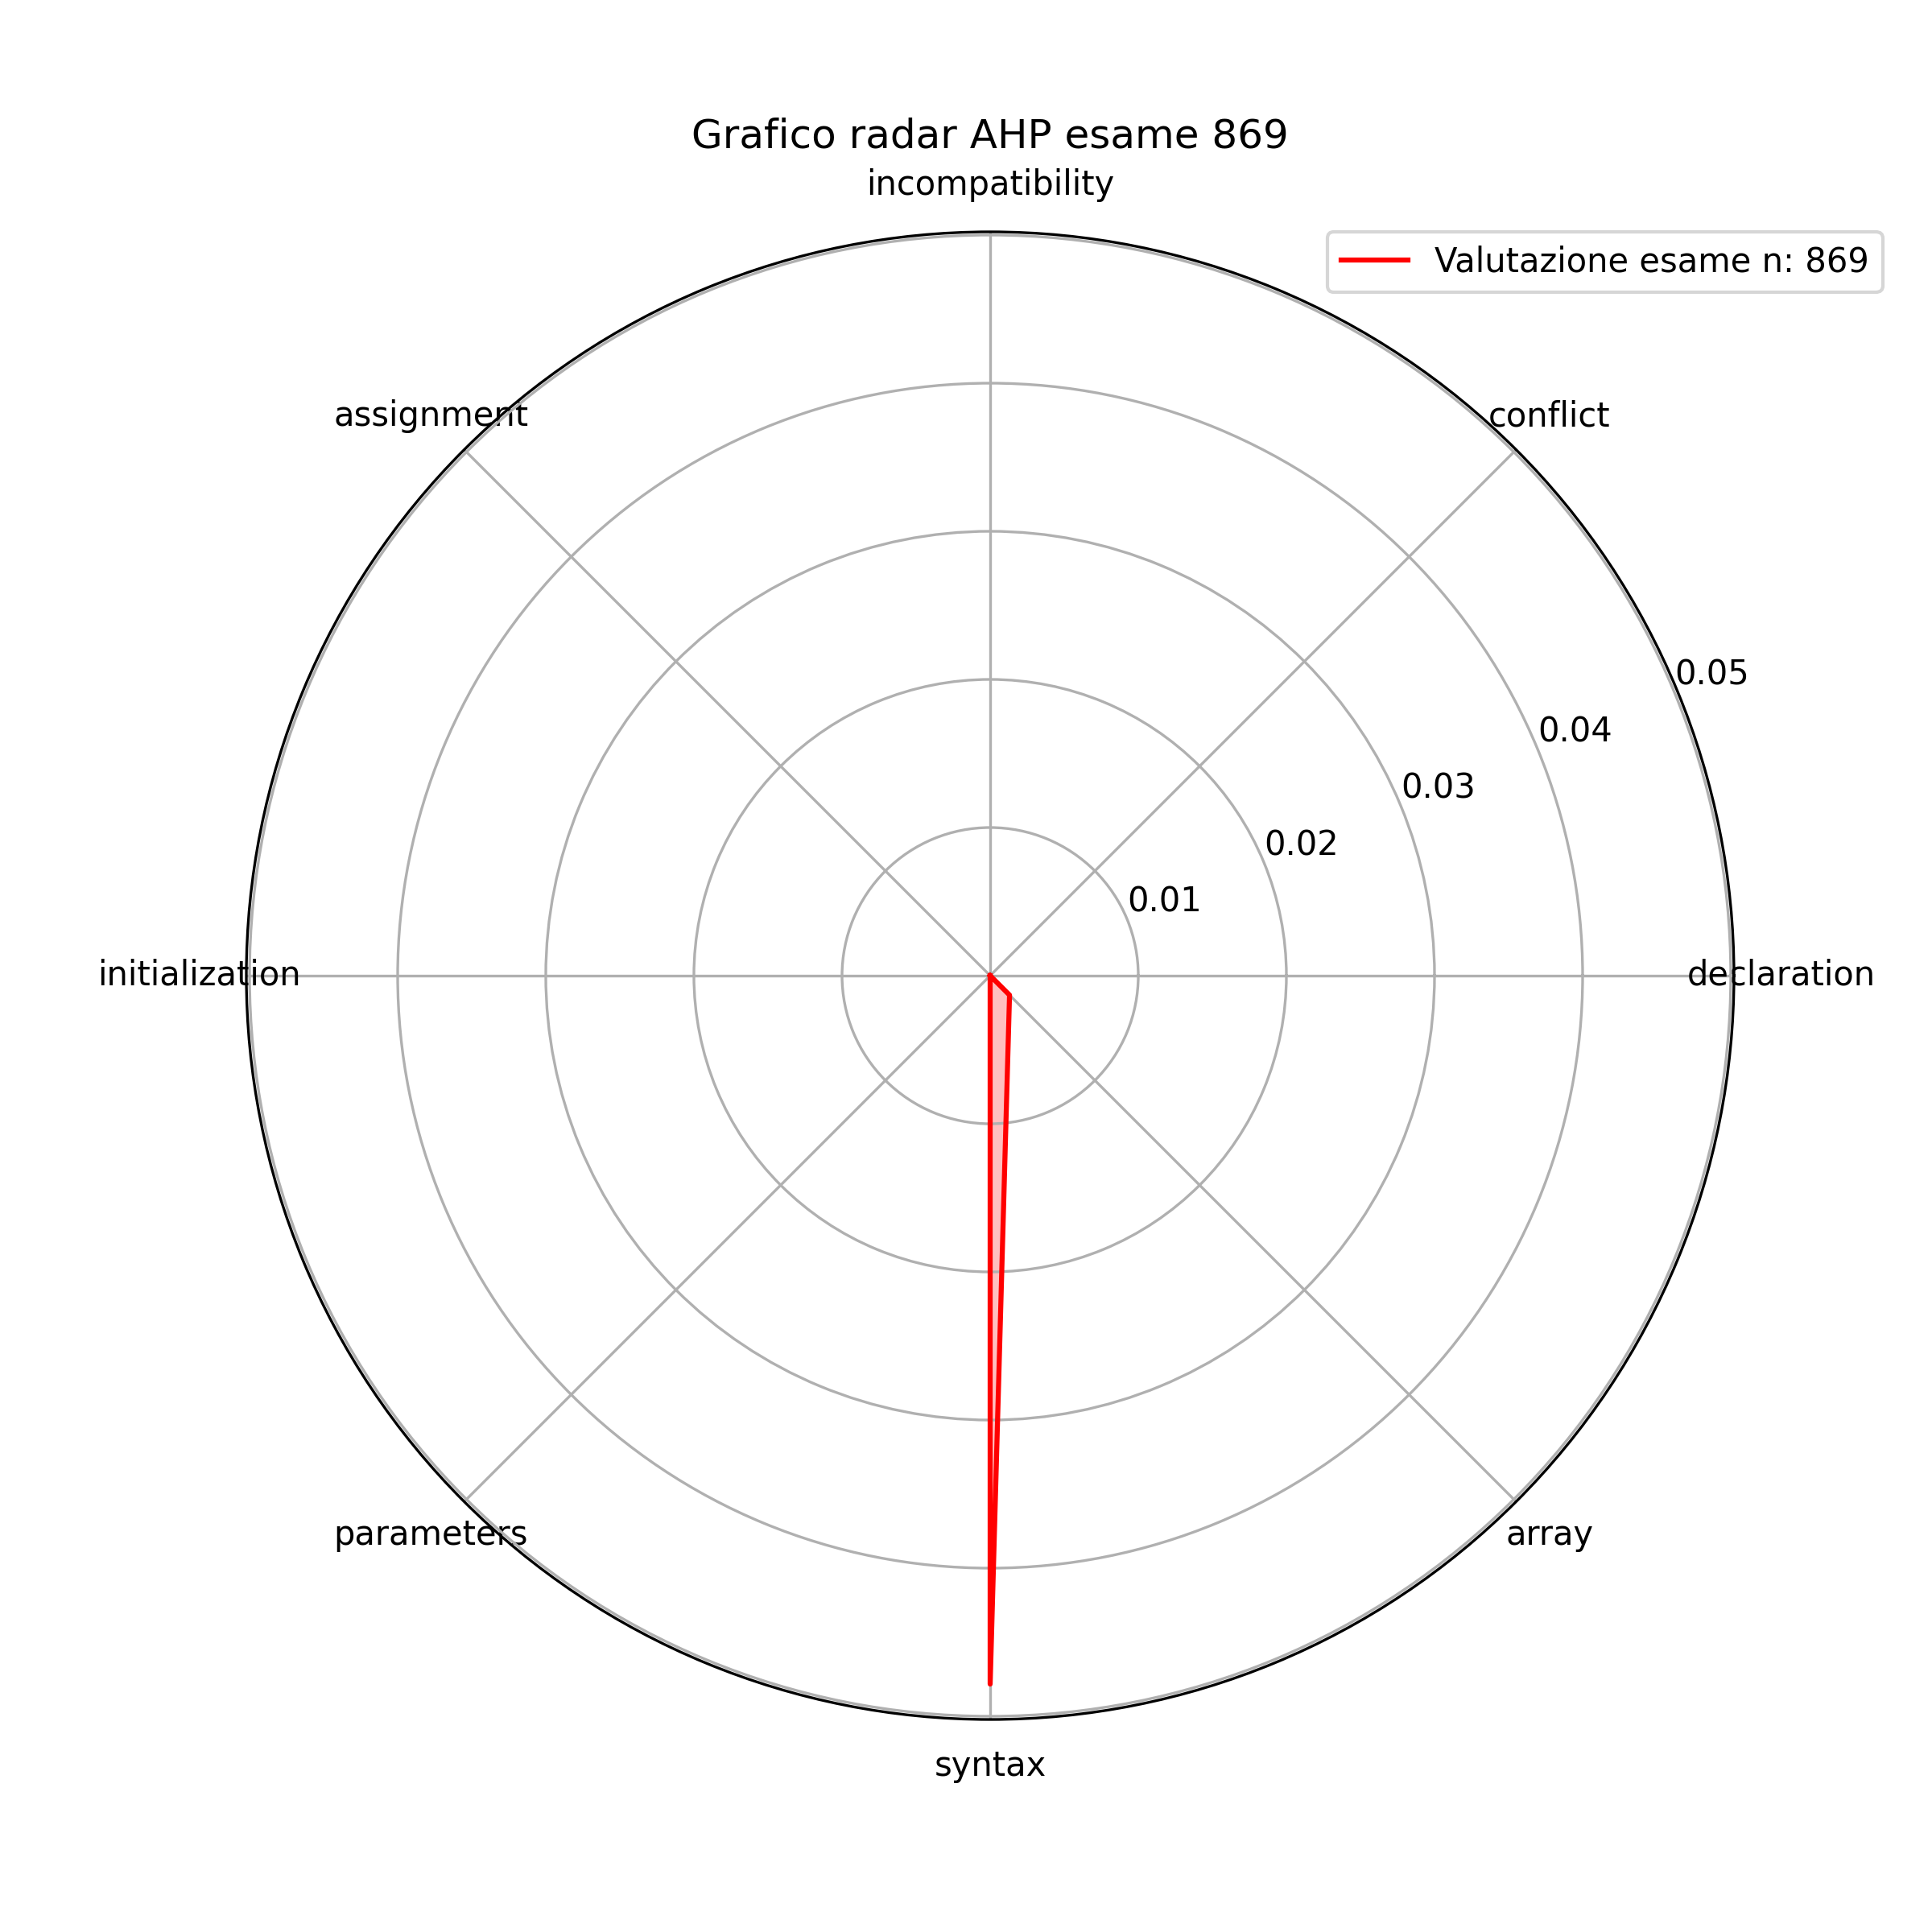 Grafico radar AHP esame 869
incompatibility
Valutazione esame n: 869
assignment
conflict
0.05
0.04
0.03
0.02
0.01
initialization
declaration
parameters
array
syntax